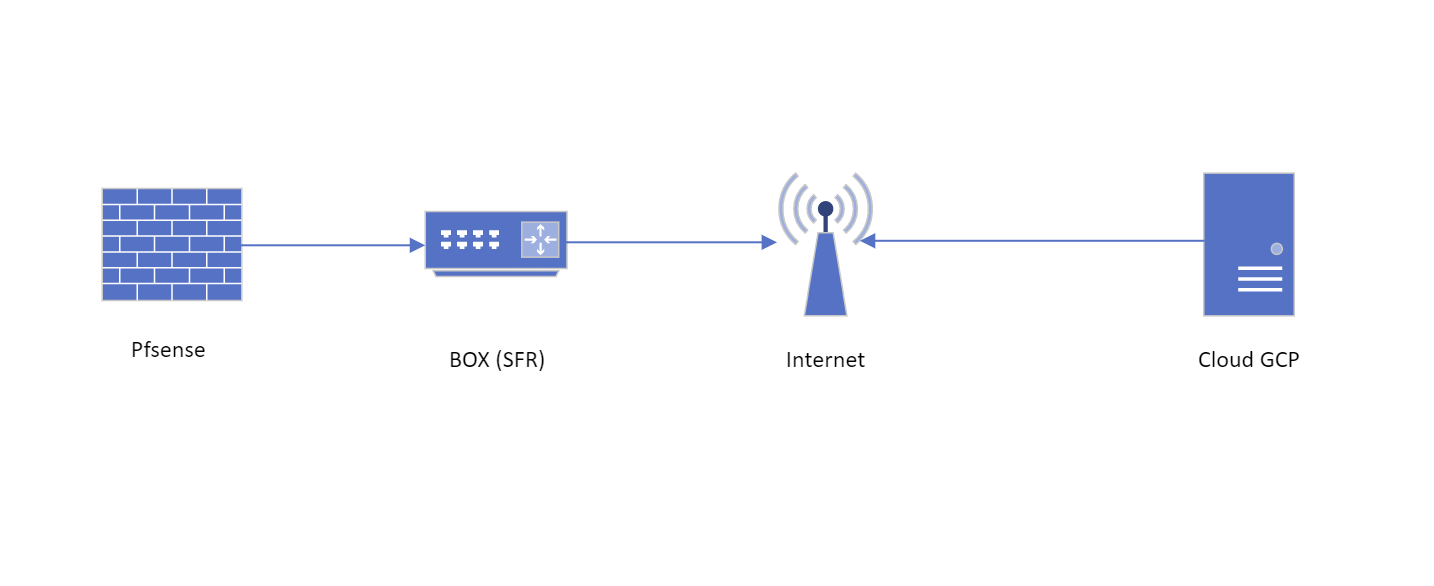 Pfsense
BOX (SFR)
Internet
Cloud GCP